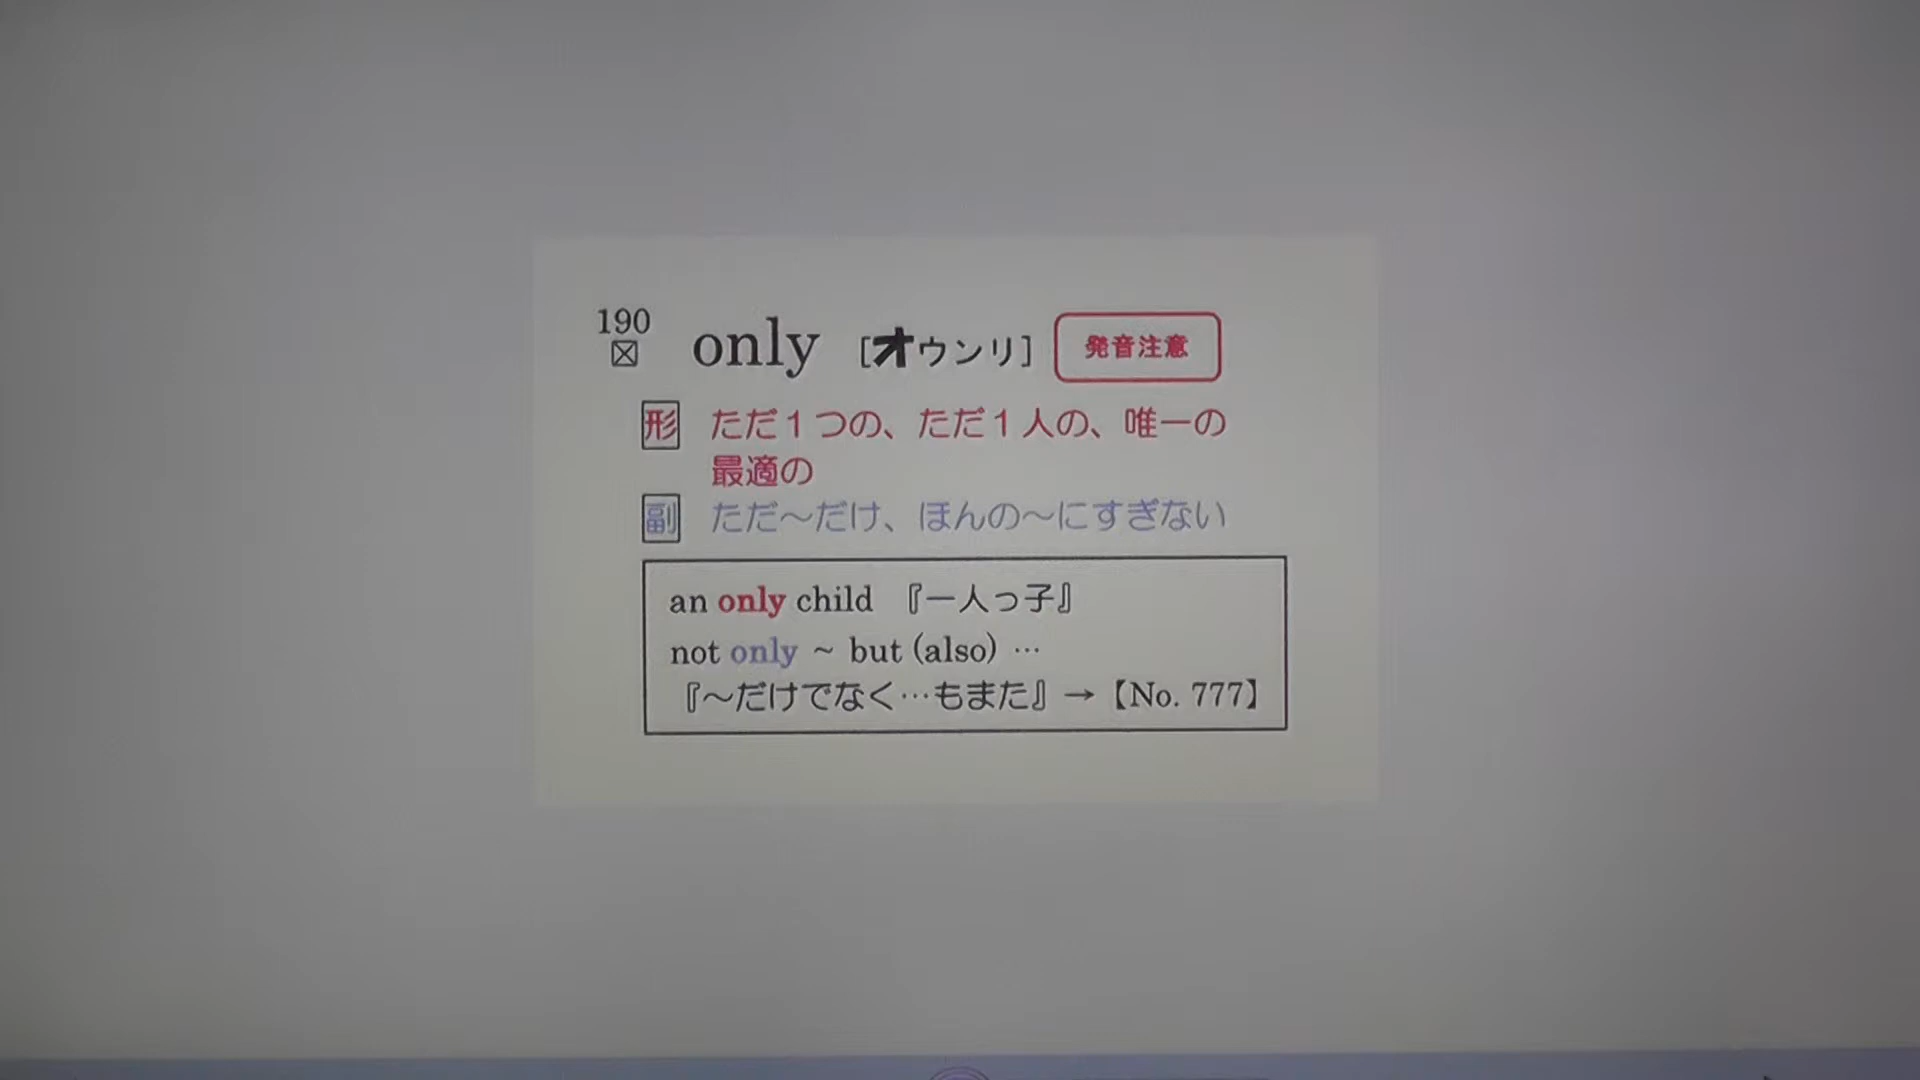 190
☒ only [オウンリ] 発音注意
形 ただ1つの、ただ1人の、唯一の
最適の
副 ただ～だけ、ほんの～にすぎない
an only child 『一人っ子』
not only ~ but (also) …
『～だけでなく…もまた』→【No. 777】